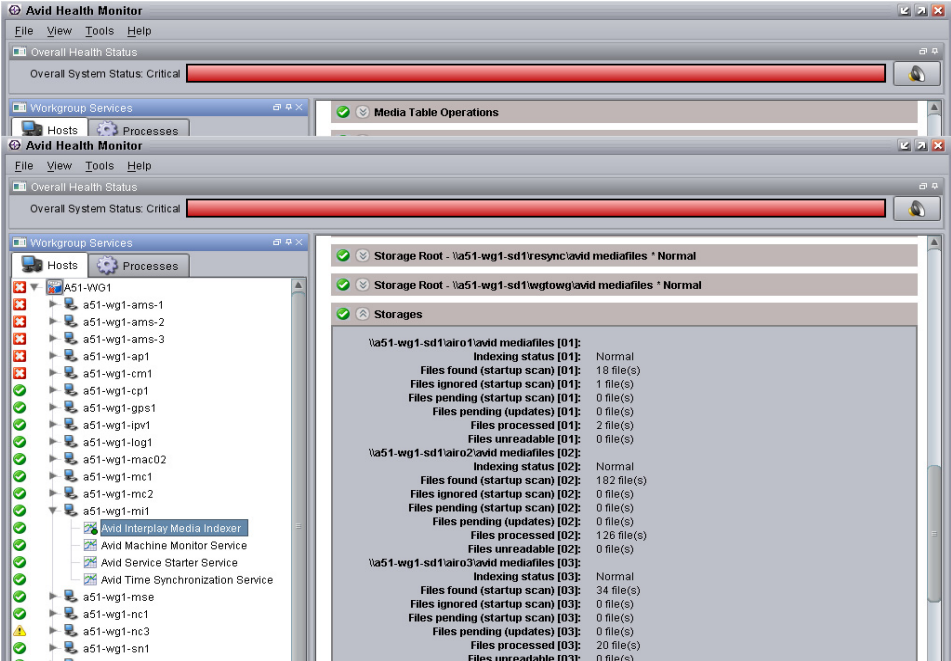 Avid Health Monitor
File View Tools Help
Overall Health Status
Overall System Status: Critical
Workgroup Services
Hosts Processes
Media Table Operations
Avid Health Monitor
File View Tools Help
Overall Health Status
Overall System Status: Critical
Workgroup Services
Hosts Processes
A51-WG1
a51-wg1-ams-1
a51-wg1-ams-2
a51-wg1-ams-3
a51-wg1-ap1
a51-wg1-cm1
a51-wg1-cp1
a51-wg1-gps1
a51-wg1-ipv1
a51-wg1-log1
a51-wg1-mac02
a51-wg1-mc1
a51-wg1-mc2
a51-wg1-mi1
Avid Interplay Media Indexer
Avid Machine Monitor Service
Avid Service Starter Service
Avid Time Synchronization Service
a51-wg1-mse
a51-wg1-nc1
a51-wg1-nc3
a51-wg1-sn1
Storage Root - \\a51-wg1-sd1\resync\avid mediafiles * Normal
Storage Root - \\a51-wg1-sd1\wgtowg\avid mediafiles * Normal
Storages
\\a51-wg1-sd1\airo1\avid mediafiles [01]:
Indexing status [01]: Normal
Files found (startup scan) [01]: 18 file(s)
Files ignored (startup scan) [01]: 1 file(s)
Files pending (startup scan) [01]: 0 file(s)
Files pending (updates) [01]: 0 file(s)
Files processed [01]: 2 file(s)
Files unreadable [01]: 0 file(s)
\\a51-wg1-sd1\airo2\avid mediafiles [02]:
Indexing status [02]: Normal
Files found (startup scan) [02]: 182 file(s)
Files ignored (startup scan) [02]: 0 file(s)
Files pending (startup scan) [02]: 0 file(s)
Files pending (updates) [02]: 0 file(s)
Files processed [02]: 126 file(s)
Files unreadable [02]: 0 file(s)
\\a51-wg1-sd1\airo3\avid mediafiles [03]:
Indexing status [03]: Normal
Files found (startup scan) [03]: 34 file(s)
Files ignored (startup scan) [03]: 0 file(s)
Files pending (startup scan) [03]: 0 file(s)
Files pending (updates) [03]: 0 file(s)
Files processed [03]: 20 file(s)
Files unreadable [03]: 0 file(s)